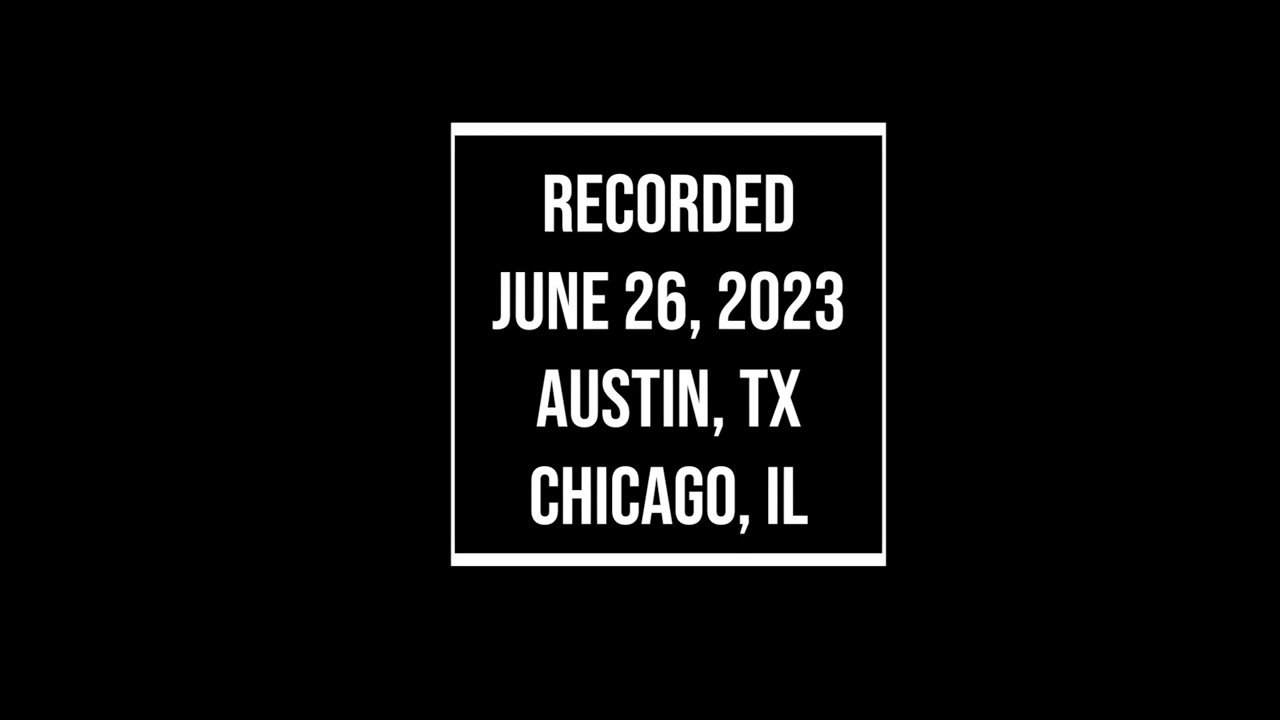 RECORDED
JUNE 26, 2023
AUSTIN, TX
CHICAGO, IL